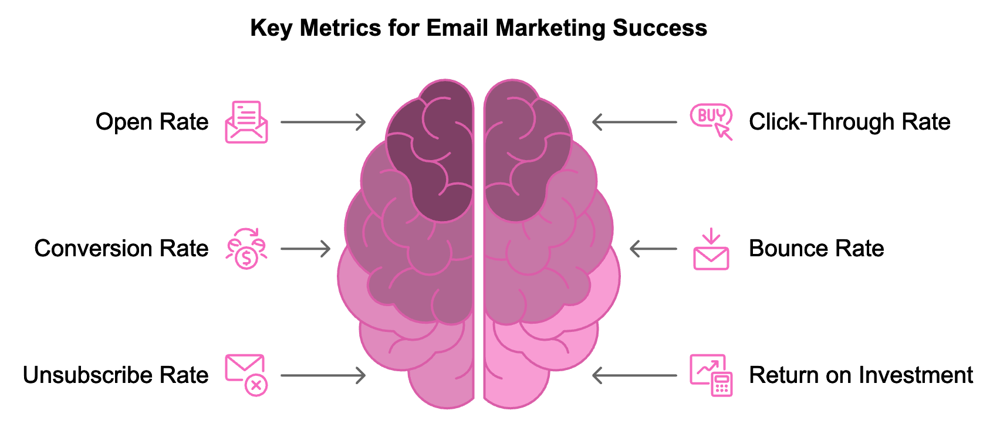 Key Metrics for Email Marketing Success
Open Rate
BUY
Click-Through Rate
Conversion Rate
$
Bounce Rate
Unsubscribe Rate
Return on Investment